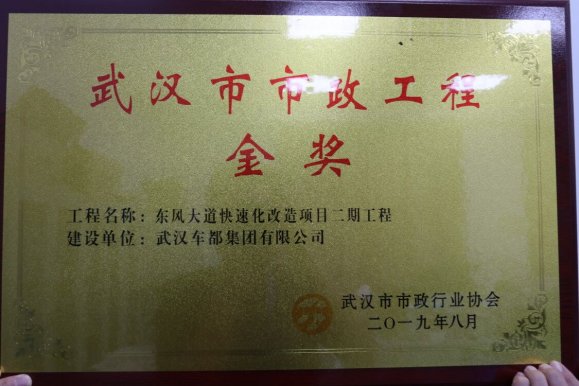 武汉市市政工程
金奖
工程名称：东风大道快速化改造项目二期工程
建设单位：武汉车都集团有限公司
武汉市市政行业协会
二〇一九年八月